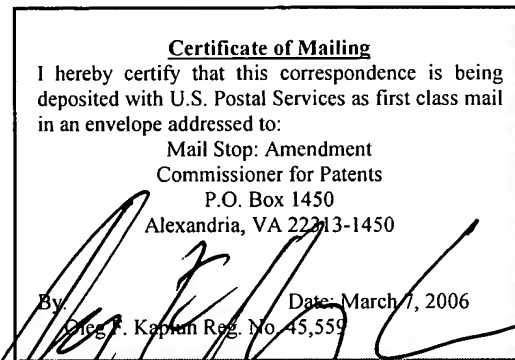 Certificate of Mailing
I hereby certify that this correspondence is being
deposited with U.S. Postal Services as first class mail
in an envelope addressed to:
Mail Stop: Amendment
Commissioner for Patents
P.O. Box 1450
Alexandria, VA 22313-1450
By: Date: March 7, 2006
Oleg F. Kaplun Reg. No. 45,559